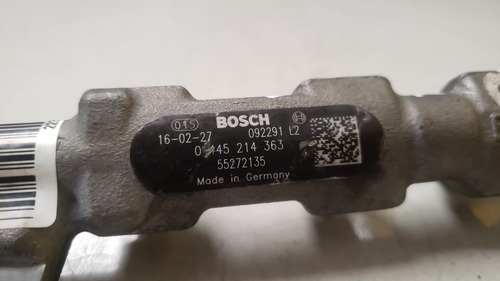 015 BOSCH
16-02-27 092291 L2
0 445 214 363
55272135
Made in Germany